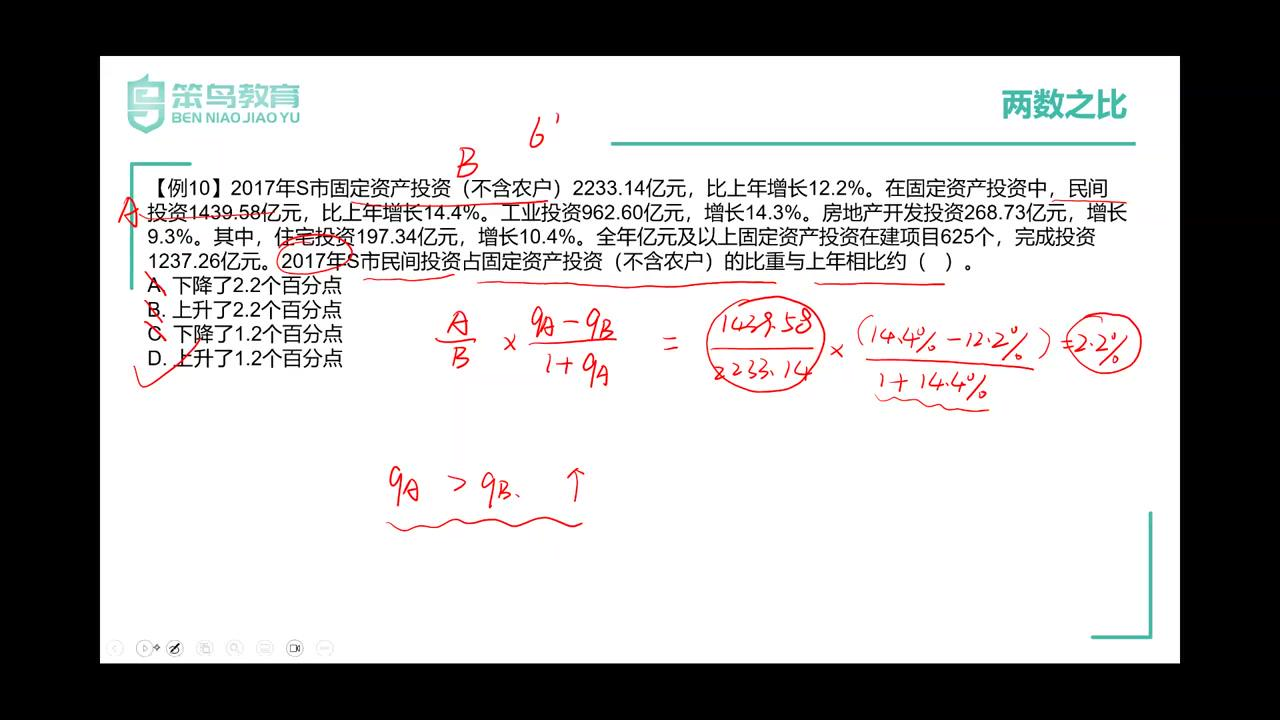 笨鸟教育
BEN NIAO JIAO YU
两数之比
6'
B
【例10】2017年S市固定资产投资（不含农户）2233.14亿元，比上年增长12.2%。在固定资产投资中，民间
A
投资1439.58亿元，比上年增长14.4%。工业投资962.60亿元，增长14.3%。房地产开发投资268.73亿元，增长
9.3%。其中，住宅投资197.34亿元，增长10.4%。全年亿元及以上固定资产投资在建项目625个，完成投资
1237.26亿元。2017年S市民间投资占固定资产投资（不含农户）的比重与上年相比约（ ）。
A. 下降了2.2个百分点
B. 上升了2.2个百分点
C. 下降了1.2个百分点
D. 上升了1.2个百分点
A/B × (qA-qB)/(1+qA) = 1439.58/2233.14 × (14.4%-12.2%)/(1+14.4%) =2.2%
qA > qB. ↑